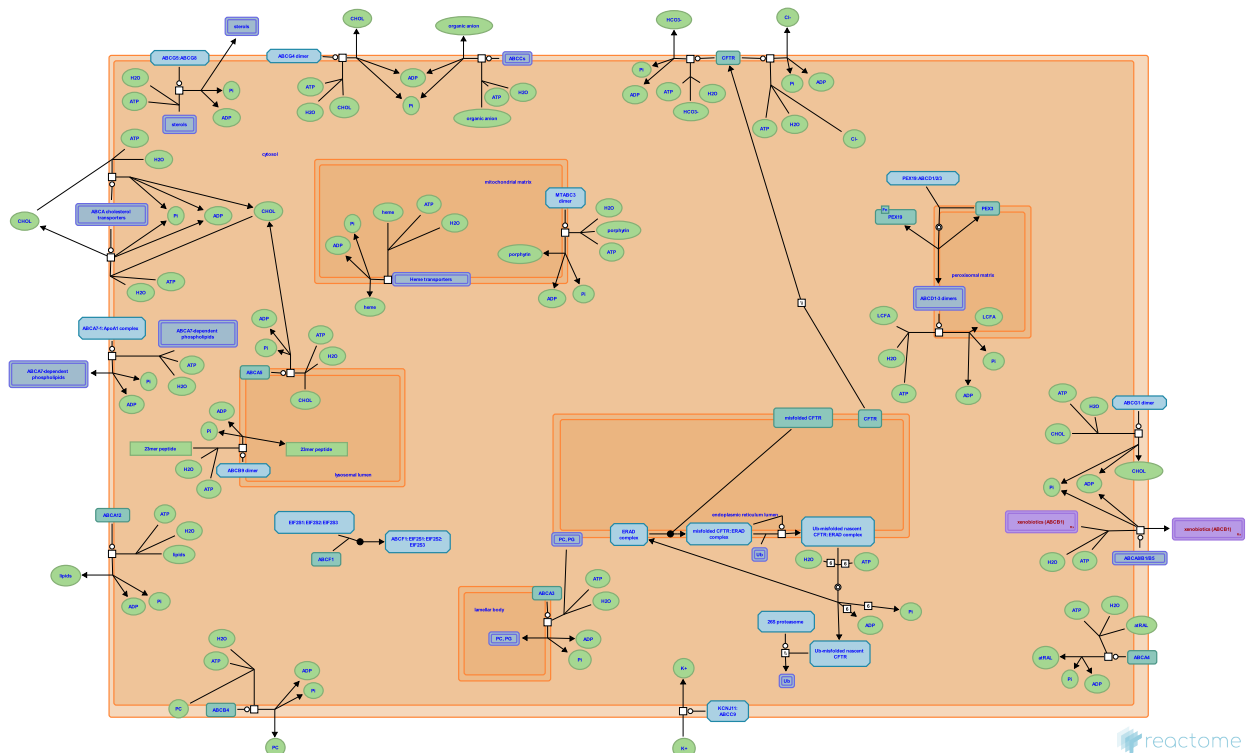 sterols
ABCG5:ABCG8
H2O
ATP
Pi
ADP
sterols
ABCG4 dimer
CHOL
ATP
H2O
CHOL
ADP
Pi
organic anion
ABCCs
ATP
H2O
organic anion
HCO3-
Pi
ADP
ATP
H2O
HCO3-
CFTR
Cl-
Pi
ADP
ATP
H2O
Cl-
cytosol
ATP
H2O
CHOL
ABCA cholesterol
transporters
Pi
ADP
CHOL
ATP
H2O
mitochondrial matrix
MTABC3
dimer
heme
ATP
H2O
Pi
ADP
Heme transporters
heme
H2O
porphyrin
ATP
porphyrin
ADP
Pi
PEX19:ABCD1/2/3
PEX19
PEX3
peroxisomal matrix
ABCD1-3 dimers
LCFA
LCFA
H2O
ATP
Pi
ADP
ABCA7-1:ApoA1 complex
ABCA7-dependent
phospholipids
ATP
H2O
Pi
ADP
ABCA7-dependent
phospholipids
ADP
Pi
ATP
H2O
ABCA5
CHOL
ADP
Pi
23mer peptide
23mer peptide
H2O
ATP
ABCB9 dimer
lysosomal lumen
5
misfolded CFTR
CFTR
endoplasmic reticulum lumen
ERAD
complex
misfolded CFTR:ERAD
complex
Ub-misfolded nascent
CFTR:ERAD complex
Ub
H2O
6
6
ATP
6
6
Pi
ADP
26S proteasome
Ub-misfolded nascent
CFTR
Ub
ABCG1 dimer
ATP
H2O
CHOL
CHOL
Pi
ADP
xenobiotics (ABCB1)
xenobiotics (ABCB1)
H2O
ATP
ABCA12
ATP
H2O
lipids
lipids
ADP
Pi
EIF2S1:EIF2S2:EIF2S3
ABCF1
ABCF1:EIF2S1:EIF2S2:
EIF2S3
PC, PG
ABCA3
ATP
H2O
lamellar body
PC, PG
ADP
Pi
ATP
H2O
atRAL
atRAL
ABCA4
Pi
ADP
H2O
ATP
PC
ABCB4
ADP
Pi
PC
K+
KCNJ11:
ABCC9
K+
reactome